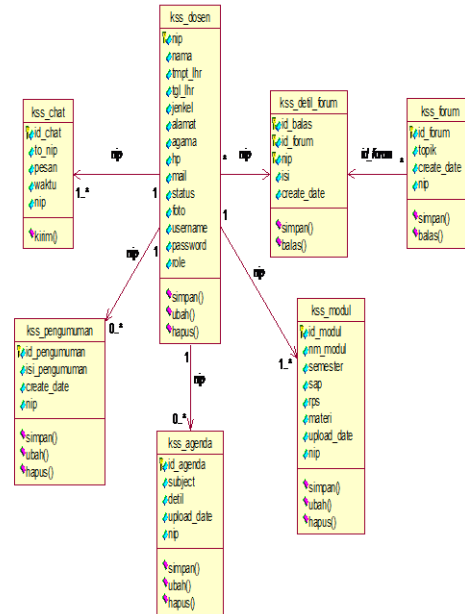 kss_dosen
nip
nama
tmpt_lhr
tgl_lhr
jenkel
alamat
agama
hp
mail
status
foto
username
password
role
simpan()
ubah()
hapus()
kss_chat
id_chat
to_nip
pesan
waktu
nip
kirim()
nip
1..*
1
kss_detil_forum
id_balas
id_forum
nip
isi
create_date
simpan()
balas()
nip
*
kss_forum
id_forum
topik
create_date
nip
simpan()
balas()
id_forum
*
kss_pengumuman
id_pengumuman
isi_pengumuman
create_date
nip
simpan()
ubah()
hapus()
nip
1
0..*
kss_agenda
id_agenda
subject
detil
upload_date
nip
simpan()
ubah()
hapus()
1
nip
0..*
kss_modul
id_modul
nm_modul
semester
sap
rps
materi
upload_date
nip
simpan()
ubah()
hapus()
1
nip
1..*